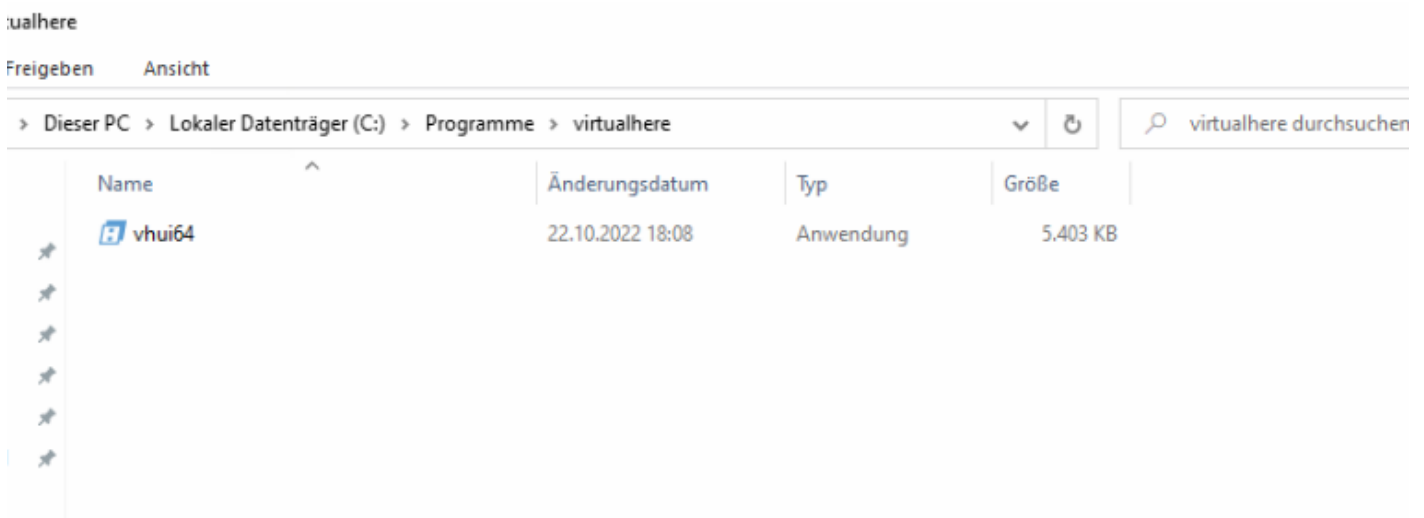 tualhere
Freigeben Ansicht
> Dieser PC > Lokaler Datenträger (C:) > Programme > virtualhere virtualhere durchsuchen
Name Änderungsdatum Typ Größe
vhui64 22.10.2022 18:08 Anwendung 5.403 KB